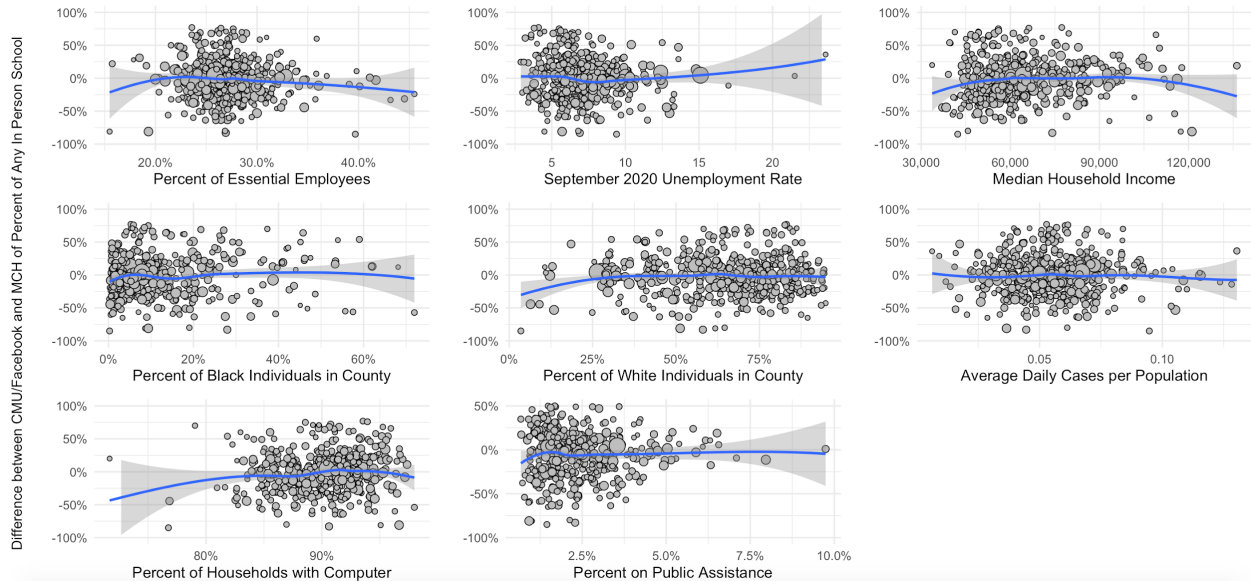 Difference between CMU/Facebook and MCH of Percent of Any In Person School
100%
50%
0%
-50%
-100%
20.0% 30.0% 40.0%
Percent of Essential Employees
100%
50%
0%
-50%
-100%
5 10 15 20
September 2020 Unemployment Rate
100%
50%
0%
-50%
-100%
30,000 60,000 90,000 120,000
Median Household Income
100%
50%
0%
-50%
-100%
0% 20% 40% 60%
Percent of Black Individuals in County
100%
50%
0%
-50%
-100%
0% 25% 50% 75%
Percent of White Individuals in County
100%
50%
0%
-50%
-100%
0.05 0.10
Average Daily Cases per Population
100%
50%
0%
-50%
-100%
80% 90%
Percent of Households with Computer
50%
0%
-50%
-100%
2.5% 5.0% 7.5% 10.0%
Percent on Public Assistance